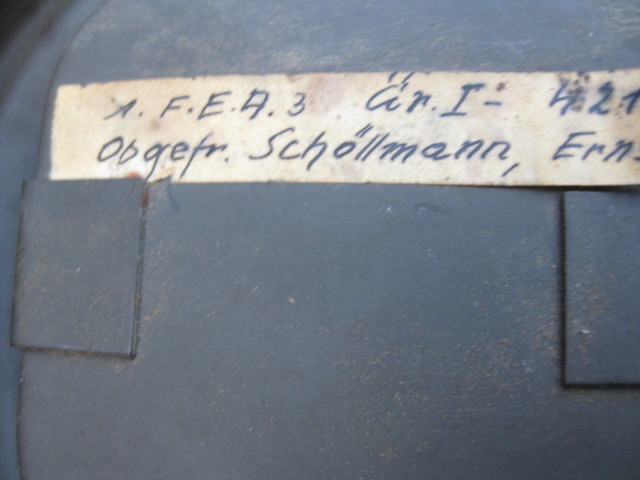 1. F.E.A. 3 Gr. I - 421
Obgefr. Schöllmann, Ern